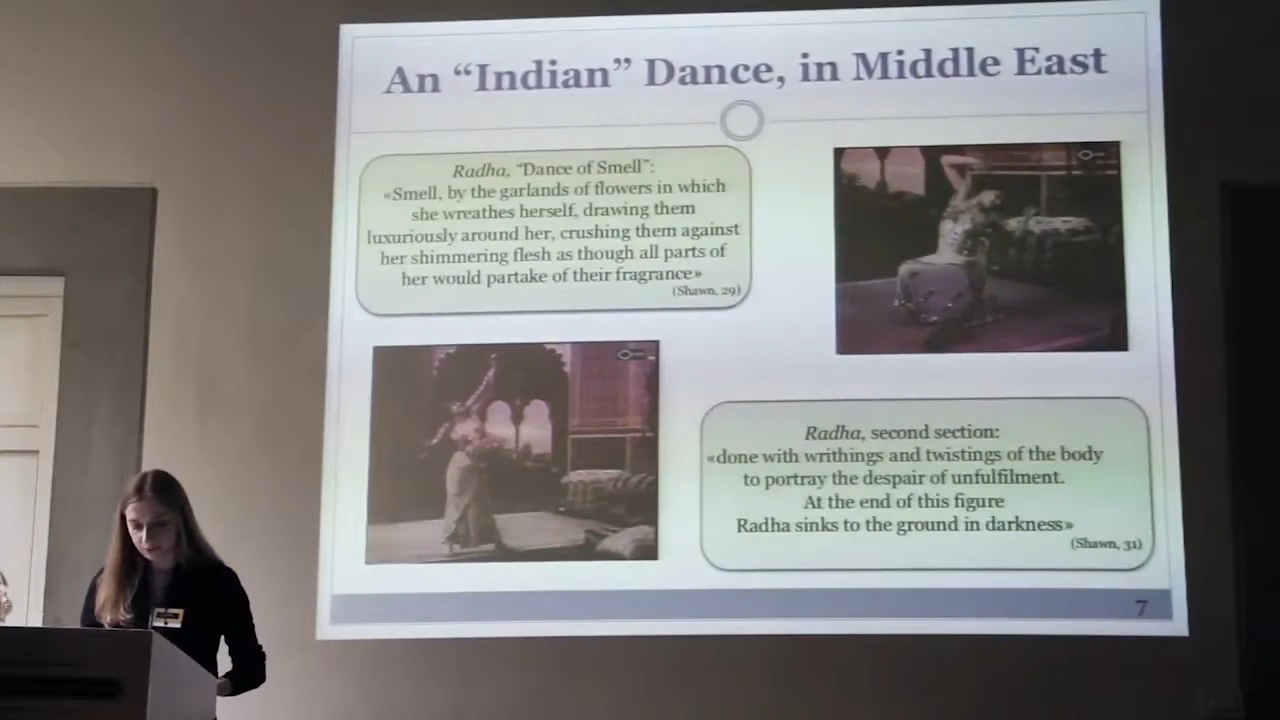 An “Indian” Dance, in Middle East
Radha, “Dance of Smell”:
«Smell, by the garlands of flowers in which
she wreathes herself, drawing them
luxuriously around her, crushing them against
her shimmering flesh as though all parts of
her would partake of their fragrance»
(Shawn, 29)
Radha, second section:
«done with writhings and twistings of the body
to portray the despair of unfulfilment.
At the end of this figure
Radha sinks to the ground in darkness»
(Shawn, 31)
7